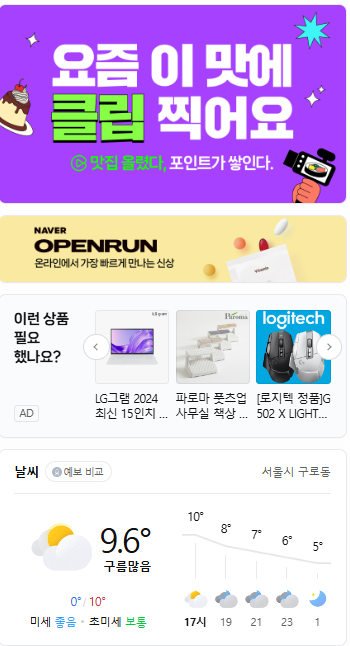 요즘 이 맛에
클립 찍어요
맛집 올렸다, 포인트가 쌓인다.
NAVER
OPENRUN
온라인에서 가장 빠르게 만나는 신상
이런 상품
필요
했나요?
AD
LG gram
LG그램 2024
최신 15인치 ...
Paroma
파로마 풋츠업
사무실 책상 ...
logitech
[로지텍 정품]G
502 X LIGHT...
날씨
예보 비교
서울시 구로동
9.6°
구름많음
0° / 10°
미세 좋음 • 초미세 보통
10° 8° 7° 6° 5°
17시 19 21 23 1